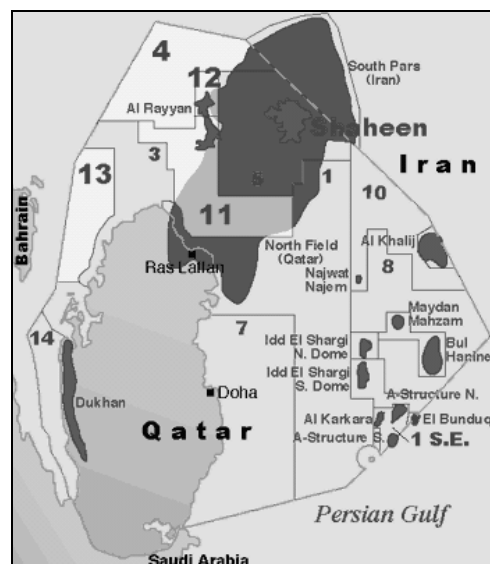 4
South Pars
(Iran)
12
Al Rayyan
Shaheen
3
5
1
Iran
13
10
11
Bahrain
North Field
(Qatar)
Al Khalij
8
Ras Laffan
Najwat
Najem
Maydan
Mahzam
14
7
Idd El Shargi
N. Dome
Bul
Hanine
Idd El Shargi
S. Dome
Doha
Dukhan
A-Structure N.
Al Karkara
El Bunduq
Qatar
A-Structure S.
1 S.E.
Persian Gulf
Saudi Arabia